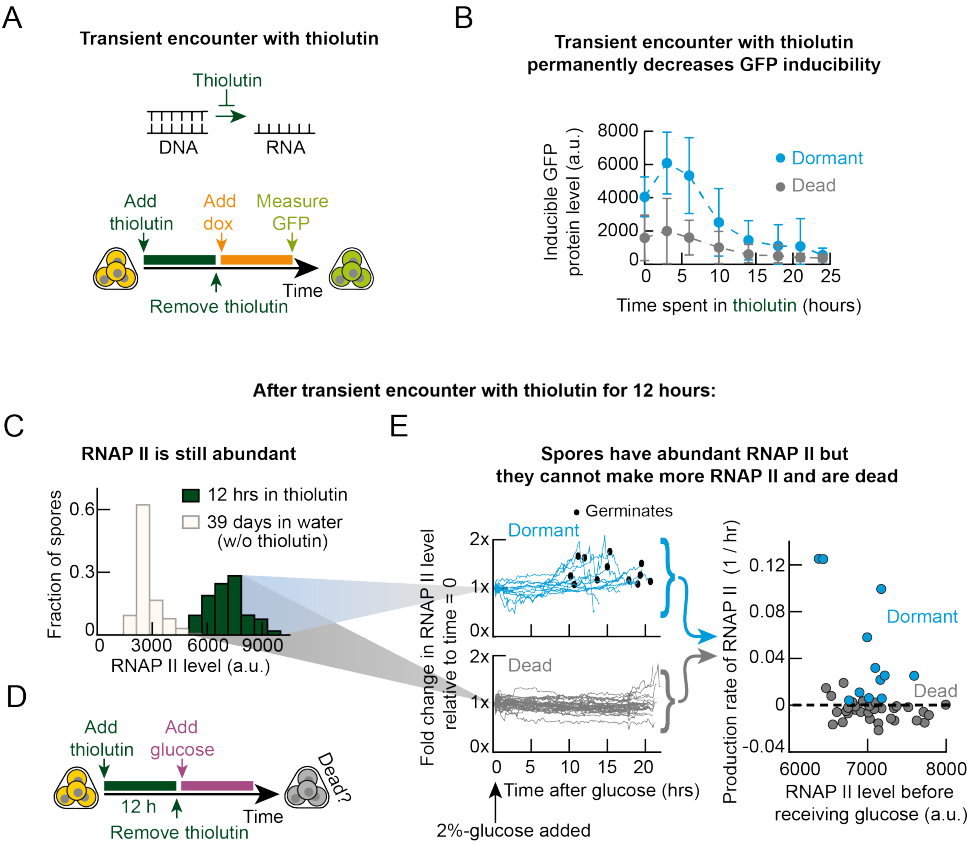 A
Transient encounter with thiolutin
Thiolutin
DNA
RNA
Add
thiolutin
Add
dox
Measure
GFP
Time
Remove thiolutin
B
Transient encounter with thiolutin
permanently decreases GFP inducibility
Inducible GFP
protein level (a.u.)
8000
6000
4000
2000
0
Dormant
Dead
0
5
10
15
20
25
Time spent in thiolutin (hours)
After transient encounter with thiolutin for 12 hours:
C
RNAP II is still abundant
Fraction of spores
0.6
0.3
0
12 hrs in thiolutin
39 days in water
(w/o thiolutin)
0
3000
6000
9000
RNAP II level (a.u.)
D
Add
thiolutin
Add
glucose
Dead?
12 h
Time
Remove thiolutin
E
Spores have abundant RNAP II but
they cannot make more RNAP II and are dead
Germinates
Dormant
Fold change in RNAP II level
relative to time = 0
2x
1x
0x
Dead
2x
1x
0x
0
5
10
15
20
Time after glucose (hrs)
2%-glucose added
Production rate of RNAP II (1 / hr)
0.12
0.08
0.04
0
-0.04
Dormant
Dead
6000
7000
8000
RNAP II level before
receiving glucose (a.u.)